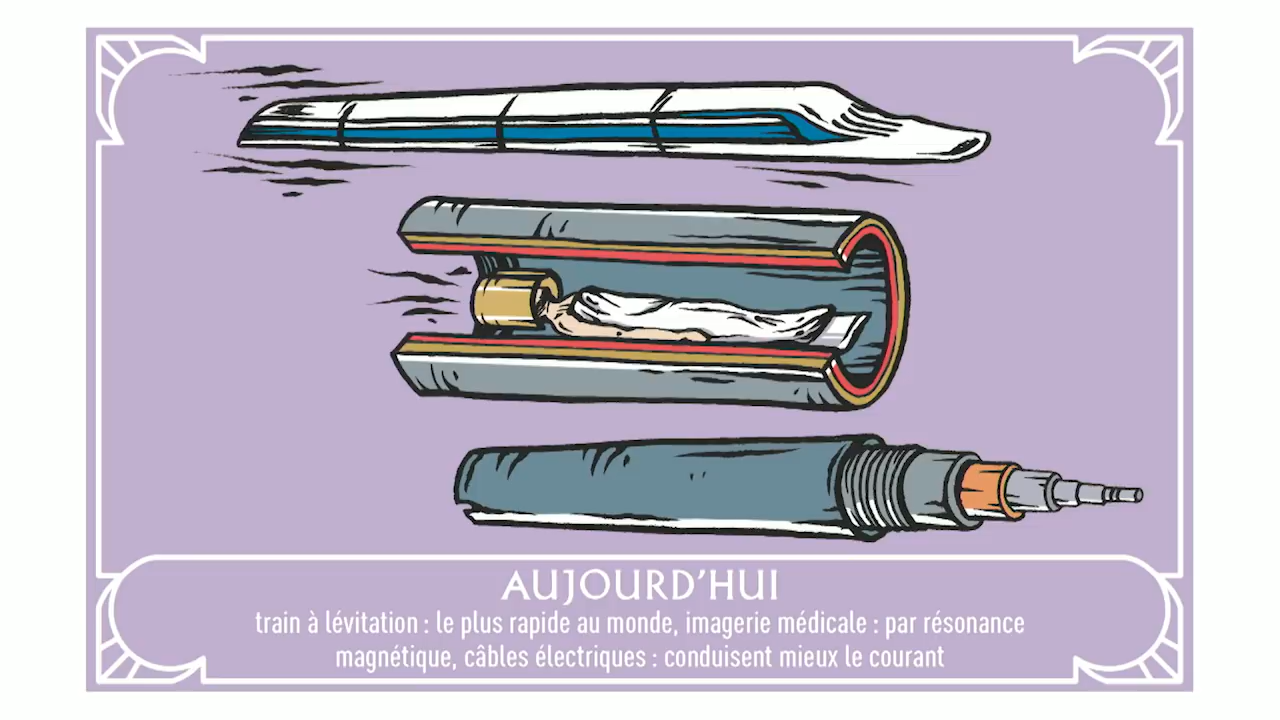 AUJOURD'HUI
train à lévitation : le plus rapide au monde, imagerie médicale : par résonance
magnétique, câbles électriques : conduisent mieux le courant